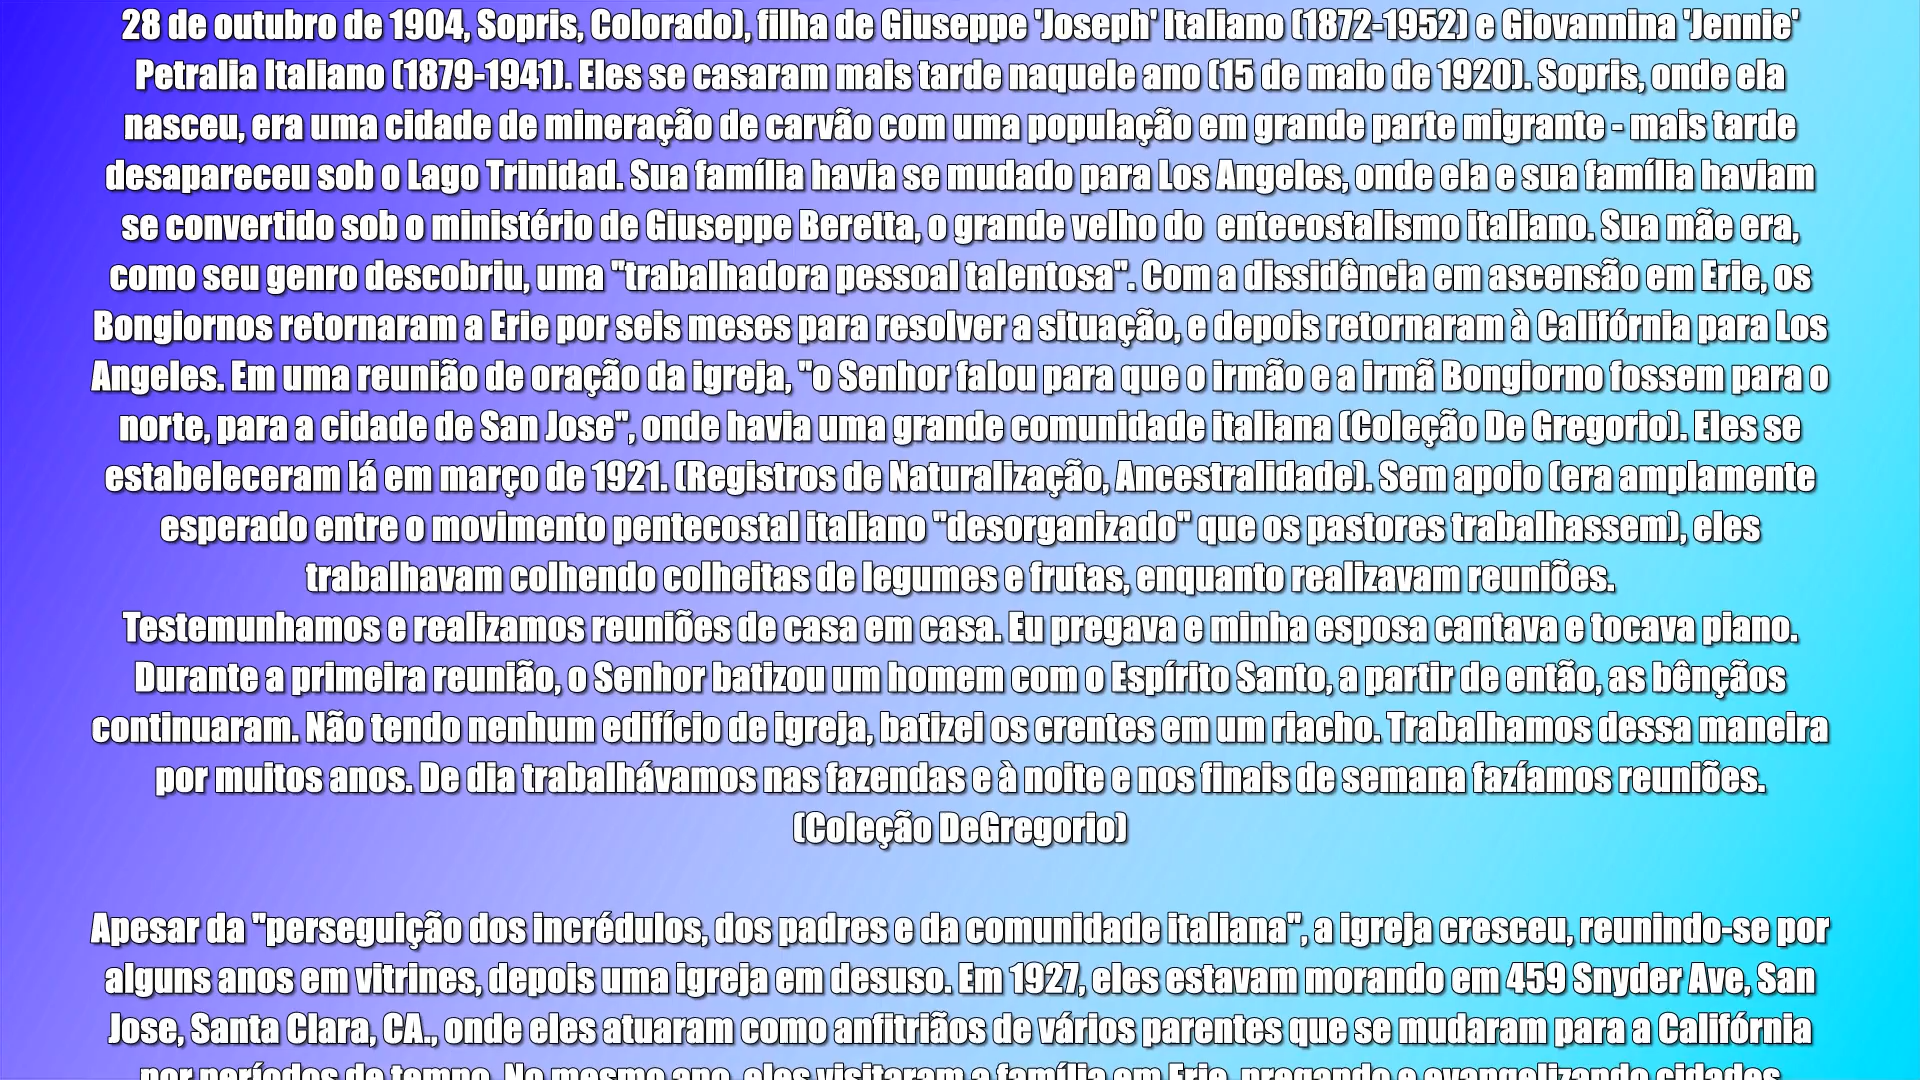 28 de outubro de 1904, Sopris, Colorado), filha de Giuseppe 'Joseph' Italiano (1872-1952) e Giovannina 'Jennie'
Petralia Italiano (1879-1941). Eles se casaram mais tarde naquele ano (15 de maio de 1920). Sopris, onde ela
nasceu, era uma cidade de mineração de carvão com uma população em grande parte migrante - mais tarde
desapareceu sob o Lago Trinidad. Sua família havia se mudado para Los Angeles, onde ela e sua família haviam
se convertido sob o ministério de Giuseppe Beretta, o grande velho do  entecostalismo italiano. Sua mãe era,
como seu genro descobriu, uma "trabalhadora pessoal talentosa". Com a dissidência em ascensão em Erie, os
Bongiornos retornaram a Erie por seis meses para resolver a situação, e depois retornaram à Califórnia para Los
Angeles. Em uma reunião de oração da igreja, "o Senhor falou para que o irmão e a irmã Bongiorno fossem para o
norte, para a cidade de San Jose", onde havia uma grande comunidade italiana (Coleção De Gregorio). Eles se
estabeleceram lá em março de 1921. (Registros de Naturalização, Ancestralidade). Sem apoio (era amplamente
esperado entre o movimento pentecostal italiano "desorganizado" que os pastores trabalhassem), eles
trabalhavam colhendo colheitas de legumes e frutas, enquanto realizavam reuniões.
Testemunhamos e realizamos reuniões de casa em casa. Eu pregava e minha esposa cantava e tocava piano.
Durante a primeira reunião, o Senhor batizou um homem com o Espírito Santo, a partir de então, as bênçãos
continuaram. Não tendo nenhum edifício de igreja, batizei os crentes em um riacho. Trabalhamos dessa maneira
por muitos anos. De dia trabalhávamos nas fazendas e à noite e nos finais de semana fazíamos reuniões.
(Coleção DeGregorio)
Apesar da "perseguição dos incrédulos, dos padres e da comunidade italiana", a igreja cresceu, reunindo-se por
alguns anos em vitrines, depois uma igreja em desuso. Em 1927, eles estavam morando em 459 Snyder Ave, San
Jose, Santa Clara, CA., onde eles atuaram como anfitriãos de vários parentes que se mudaram para a Califórnia
por períodos de tempo. No mesmo ano, eles visitaram a família em Erie, pregando e evangelizando cidades